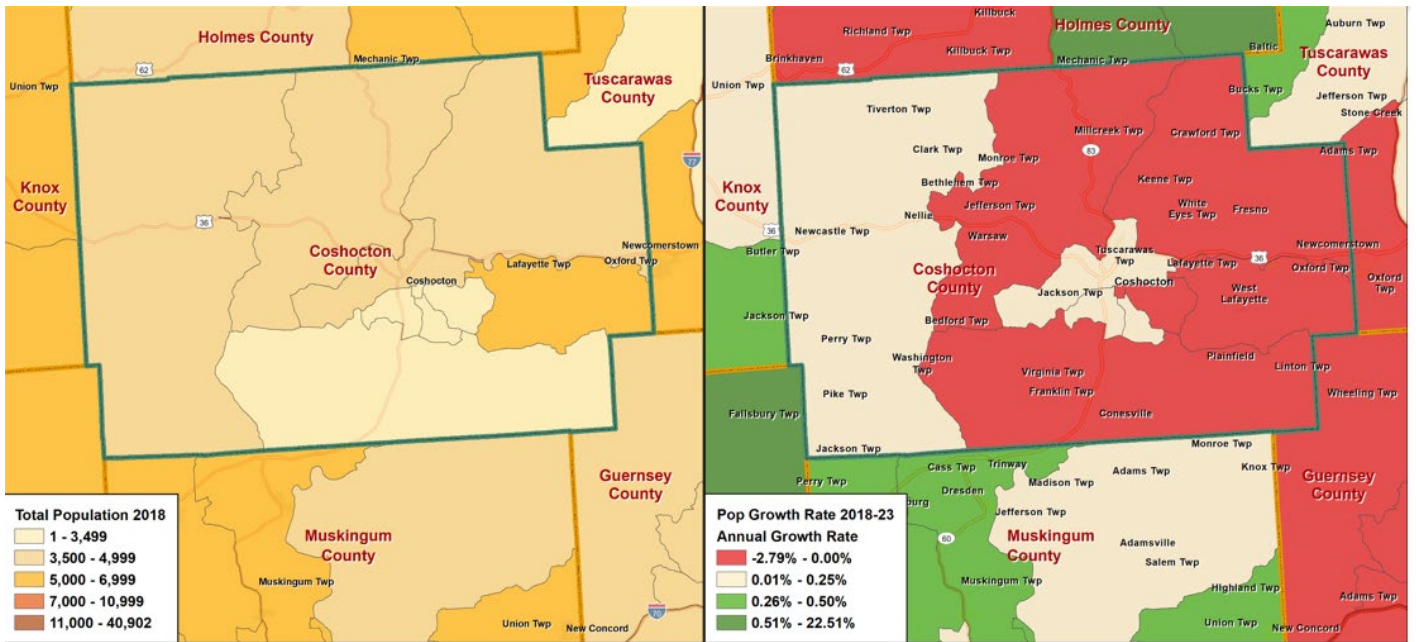 Holmes County
Mechanic Twp
62
Union Twp
Tuscarawas
County
77
Knox
County
36
Coshocton
County
Newcomerstown
Lafayette Twp
Oxford Twp
Coshocton
Guernsey
County
Muskingum
County
Muskingum Twp
Union Twp
New Concord
70
Total Population 2018
1 - 3,499
3,500 - 4,999
5,000 - 6,999
7,000 - 10,999
11,000 - 40,902
Killbuck
Richland Twp
Holmes County
Auburn Twp
Killbuck Twp
Baltic
Brinkhaven
62
Mechanic Twp
Tuscarawas
County
Union Twp
Bucks Twp
Jefferson Twp
Stone Creek
Tiverton Twp
Millcreek Twp
Crawford Twp
83
Clark Twp
Monroe Twp
Adams Twp
Knox
County
Bethlehem Twp
Keene Twp
Jefferson Twp
White
Eyes Twp
Fresno
Nellie
36
Newcastle Twp
Warsaw
Butler Twp
Tuscarawas
Twp
Newcomerstown
36
Lafayette Twp
Oxford Twp
Coshocton
County
Coshocton
Oxford
Twp
Jackson Twp
West
Lafayette
Jackson Twp
Bedford Twp
Perry Twp
Washington
Twp
Plainfield
Linton Twp
Virginia Twp
Pike Twp
Franklin Twp
Wheeling Twp
Fallsbury Twp
Conesville
Jackson Twp
Monroe Twp
Cass Twp
Trinway
Adams Twp
Knox Twp
Perry Twp
Madison Twp
Guernsey
County
Dresden
burg
Jefferson Twp
60
Muskingum
County
Adamsville
Salem Twp
Muskingum Twp
Highland Twp
Adams Twp
Union Twp
New Concord
Pop Growth Rate 2018-23
Annual Growth Rate
-2.79% - 0.00%
0.01% - 0.25%
0.26% - 0.50%
0.51% - 22.51%